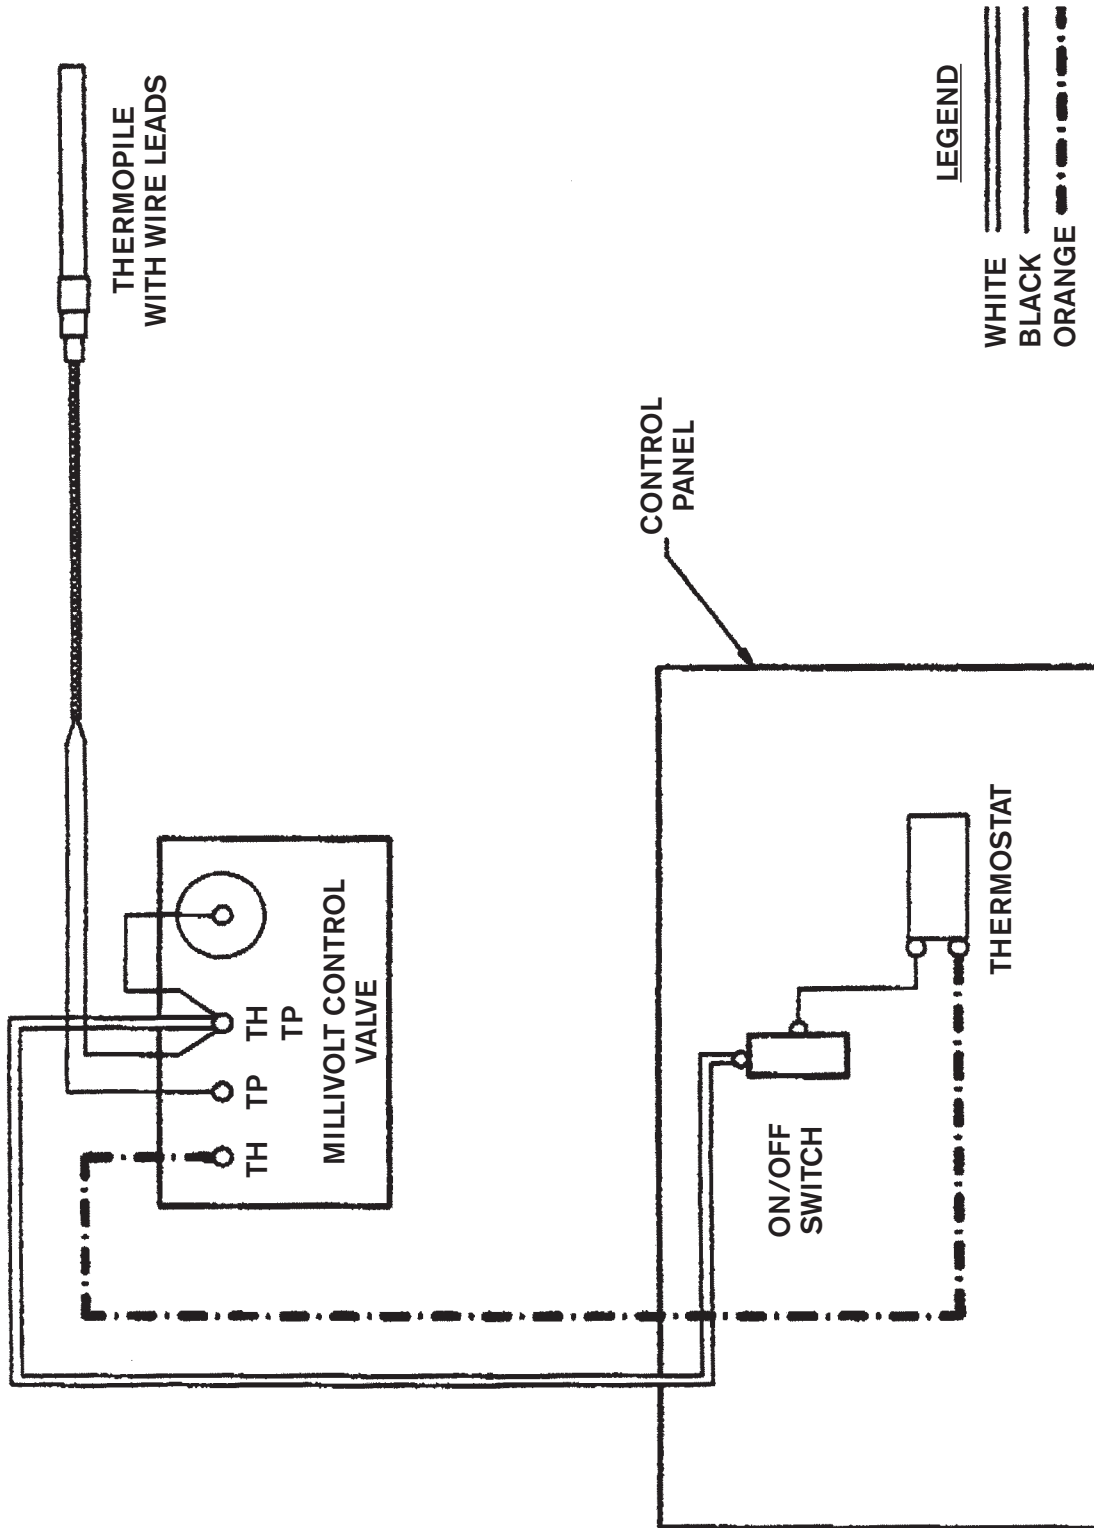 THERMOPILE
WITH WIRE LEADS
TH
TP
TH
TP
MILLIVOLT CONTROL
VALVE
CONTROL
PANEL
ON/OFF
SWITCH
THERMOSTAT
LEGEND
WHITE
BLACK
ORANGE